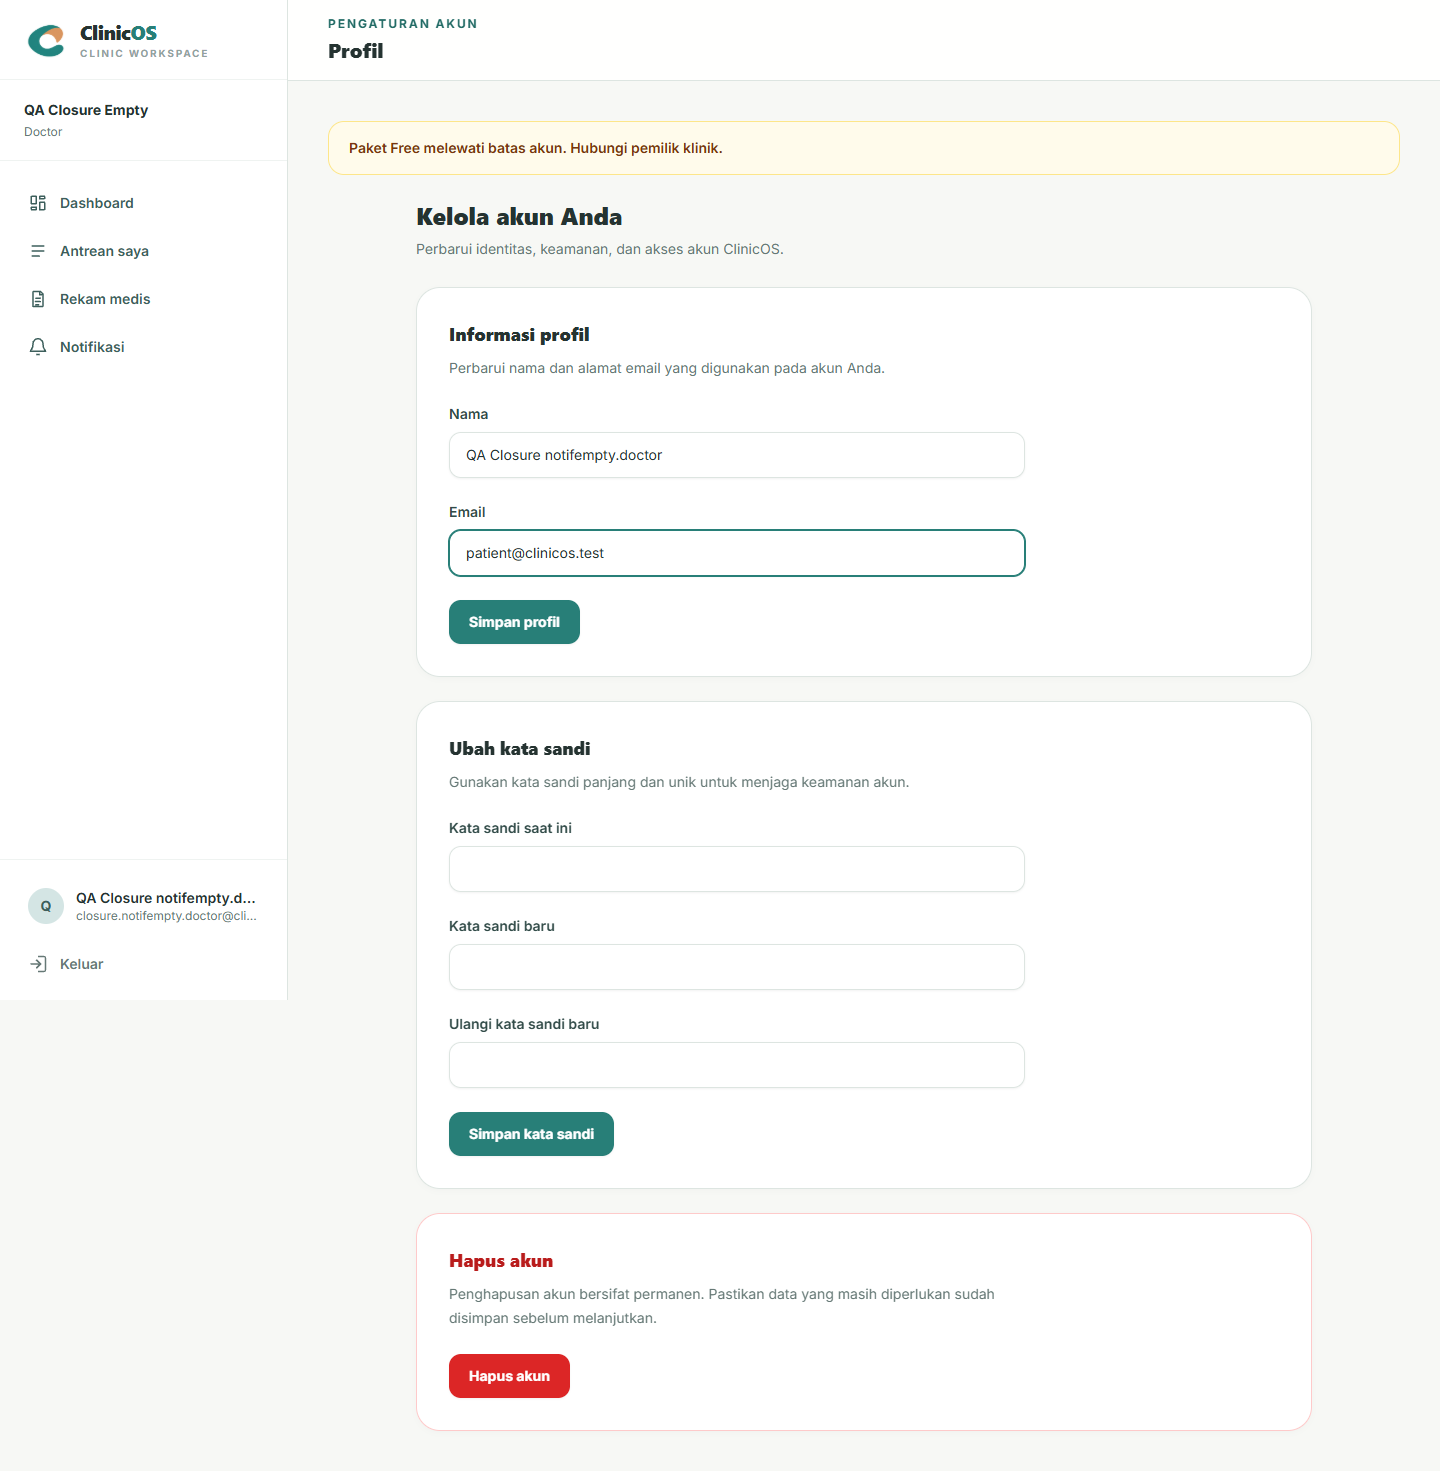 ClinicOS
CLINIC WORKSPACE
QA Closure Empty
Doctor
Dashboard
Antrean saya
Rekam medis
Notifikasi
Q
QA Closure notifempty.d...
closure.notifempty.doctor@cli...
Keluar
PENGATURAN AKUN
Profil
Paket Free melewati batas akun. Hubungi pemilik klinik.
Kelola akun Anda
Perbarui identitas, keamanan, dan akses akun ClinicOS.
Informasi profil
Perbarui nama dan alamat email yang digunakan pada akun Anda.
Nama
QA Closure notifempty.doctor
Email
patient@clinicos.test
Simpan profil
Ubah kata sandi
Gunakan kata sandi panjang dan unik untuk menjaga keamanan akun.
Kata sandi saat ini
Kata sandi baru
Ulangi kata sandi baru
Simpan kata sandi
Hapus akun
Penghapusan akun bersifat permanen. Pastikan data yang masih diperlukan sudah
disimpan sebelum melanjutkan.
Hapus akun